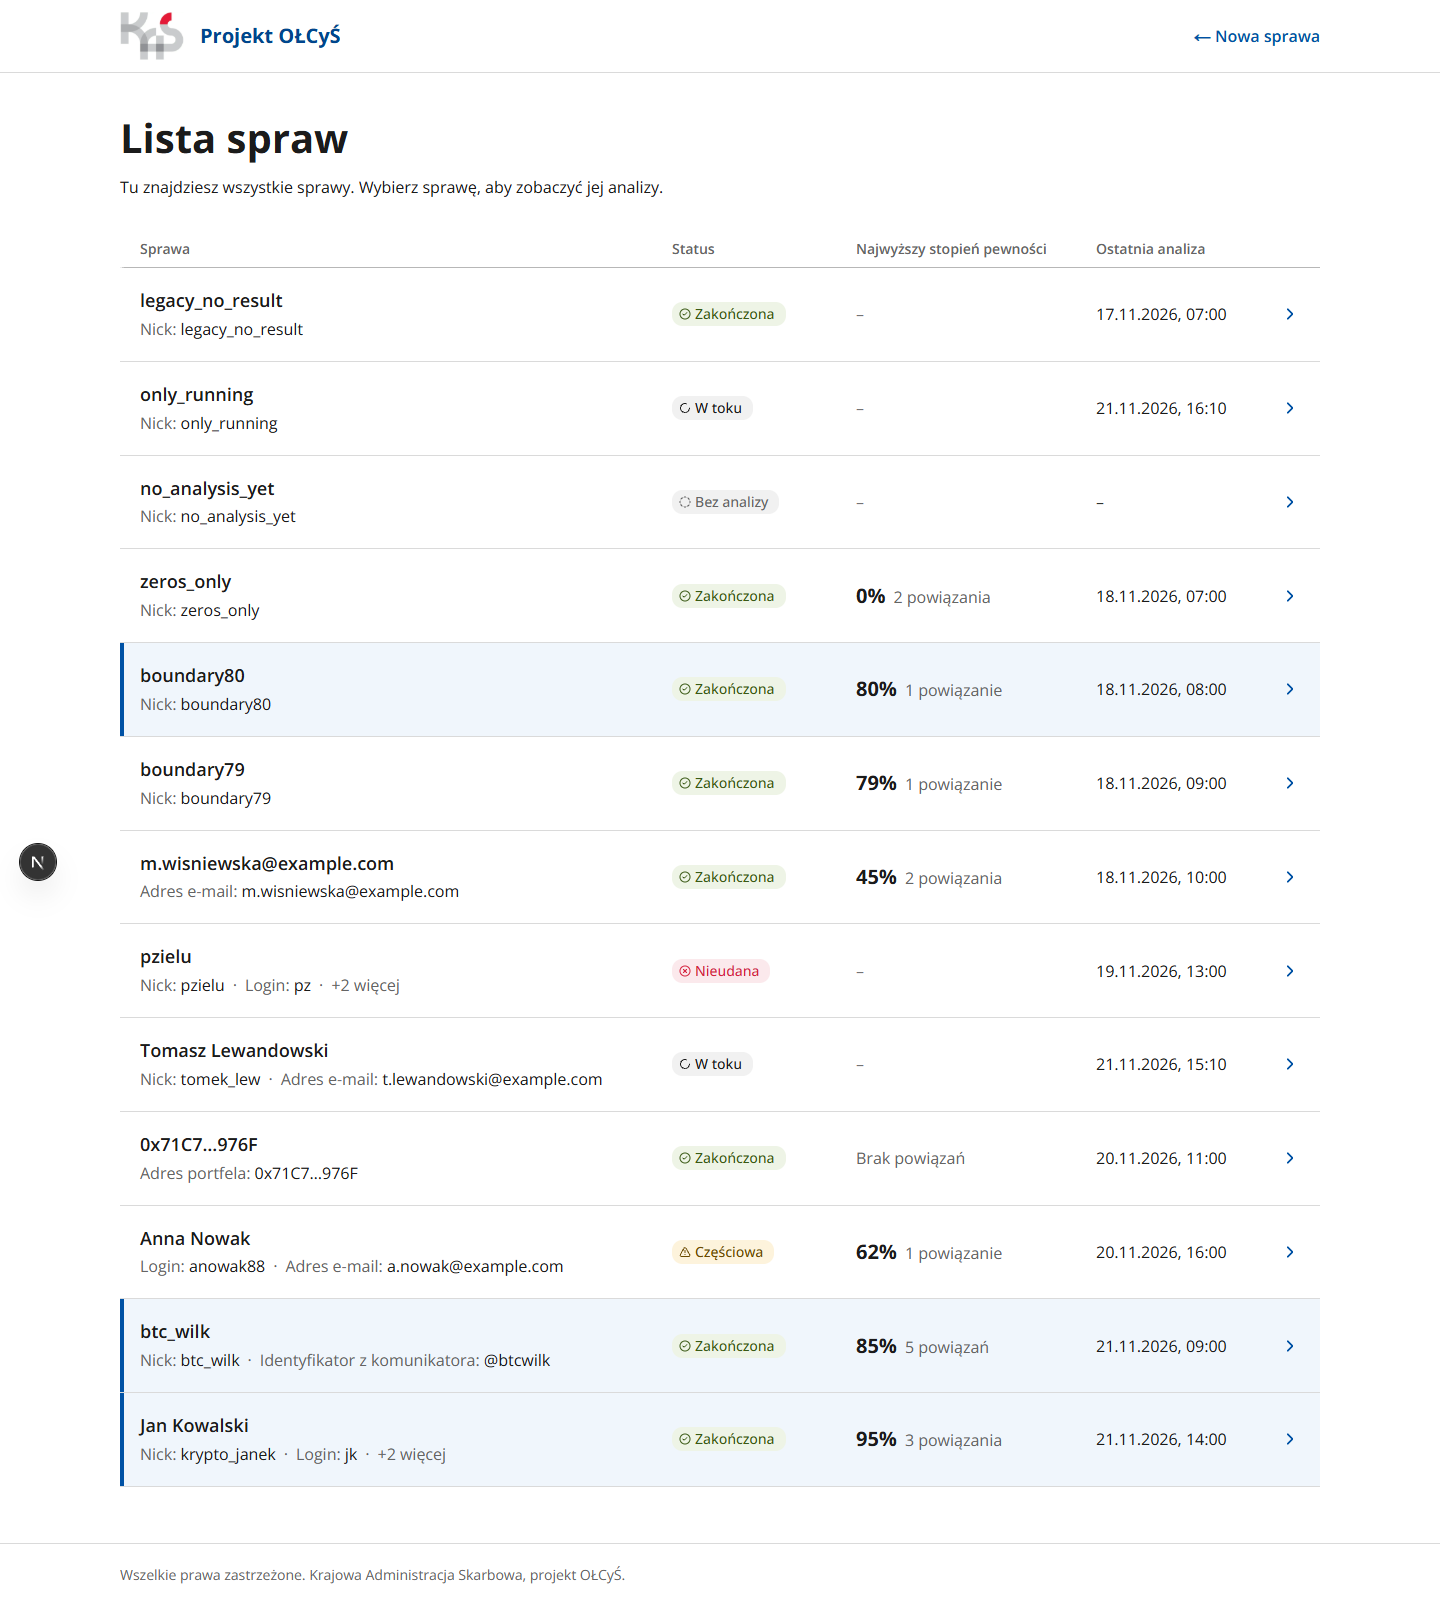 KAS
Projekt OŁCyŚ
← Nowa sprawa
Lista spraw
Tu znajdziesz wszystkie sprawy. Wybierz sprawę, aby zobaczyć jej analizy.
Sprawa Status Najwyższy stopień pewności Ostatnia analiza
legacy_no_result
Nick: legacy_no_result
Zakończona – 17.11.2026, 07:00
only_running
Nick: only_running
W toku – 21.11.2026, 16:10
no_analysis_yet
Nick: no_analysis_yet
Bez analizy – –
zeros_only
Nick: zeros_only
Zakończona 0% 2 powiązania 18.11.2026, 07:00
boundary80
Nick: boundary80
Zakończona 80% 1 powiązanie 18.11.2026, 08:00
boundary79
Nick: boundary79
Zakończona 79% 1 powiązanie 18.11.2026, 09:00
m.wisniewska@example.com
Adres e-mail: m.wisniewska@example.com
Zakończona 45% 2 powiązania 18.11.2026, 10:00
N
pzielu
Nick: pzielu · Login: pz · +2 więcej
Nieudana – 19.11.2026, 13:00
Tomasz Lewandowski
Nick: tomek_lew · Adres e-mail: t.lewandowski@example.com
W toku – 21.11.2026, 15:10
0x71C7…976F
Adres portfela: 0x71C7…976F
Zakończona Brak powiązań 20.11.2026, 11:00
Anna Nowak
Login: anowak88 · Adres e-mail: a.nowak@example.com
Częściowa 62% 1 powiązanie 20.11.2026, 16:00
btc_wilk
Nick: btc_wilk · Identyfikator z komunikatora: @btcwilk
Zakończona 85% 5 powiązań 21.11.2026, 09:00
Jan Kowalski
Nick: krypto_janek · Login: jk · +2 więcej
Zakończona 95% 3 powiązania 21.11.2026, 14:00
Wszelkie prawa zastrzeżone. Krajowa Administracja Skarbowa, projekt OŁCyŚ.